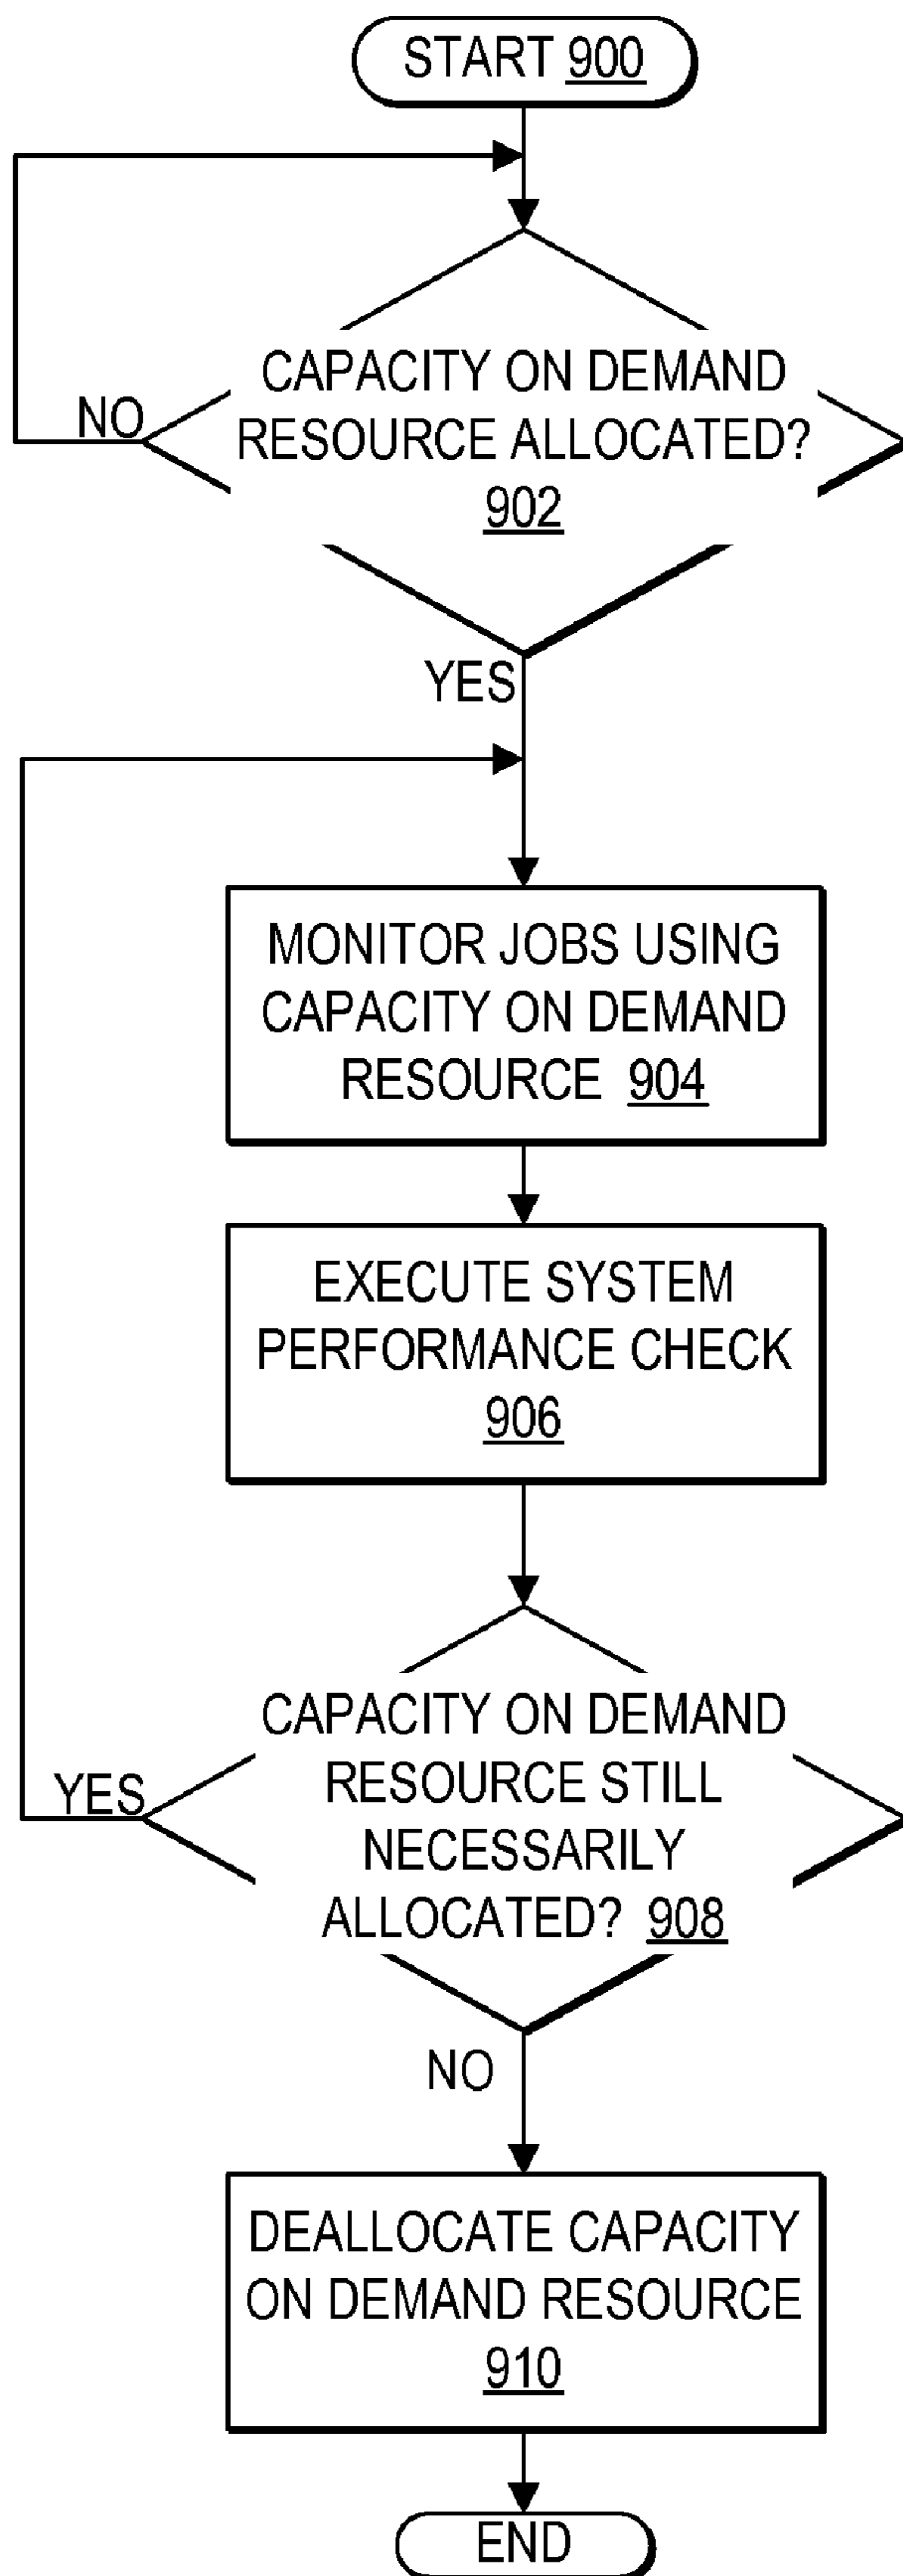 START 900
CAPACITY ON DEMAND
RESOURCE ALLOCATED?
902
NO
YES
MONITOR JOBS USING
CAPACITY ON DEMAND
RESOURCE 904
EXECUTE SYSTEM
PERFORMANCE CHECK
906
CAPACITY ON DEMAND
RESOURCE STILL
NECESSARILY
ALLOCATED? 908
YES
NO
DEALLOCATE CAPACITY
ON DEMAND RESOURCE
910
END